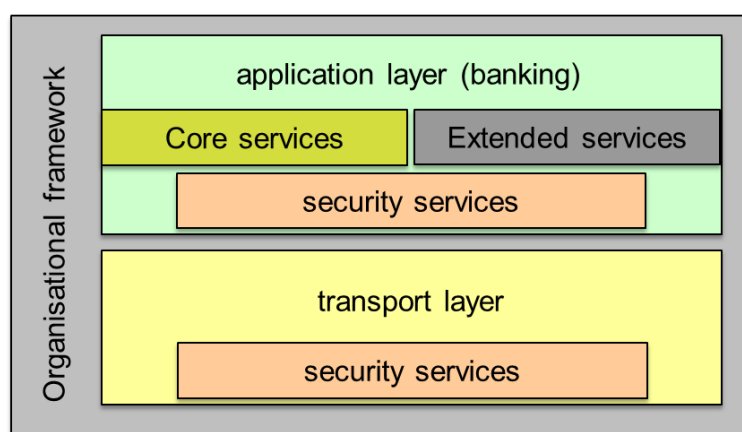 Organisational framework
application layer (banking)
Core services
Extended services
security services
transport layer
security services